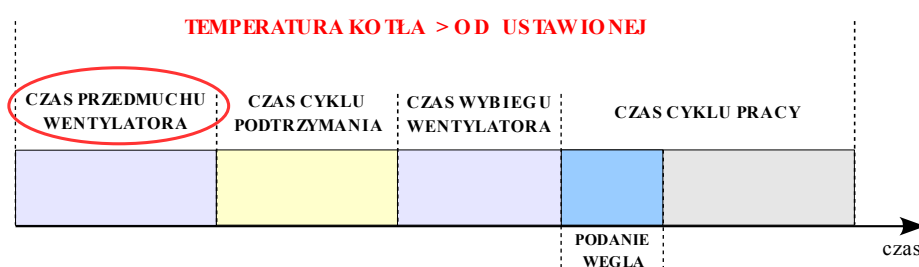 TEMPERATURA KOTŁA > OD USTAWIONEJ
CZAS PRZEDMUCHU
WENTYLATORA
CZAS CYKLU
PODTRZYMANIA
CZAS WYBIEGU
WENTYLATORA
CZAS CYKLU PRACY
PODANIE
WEGLA
czas